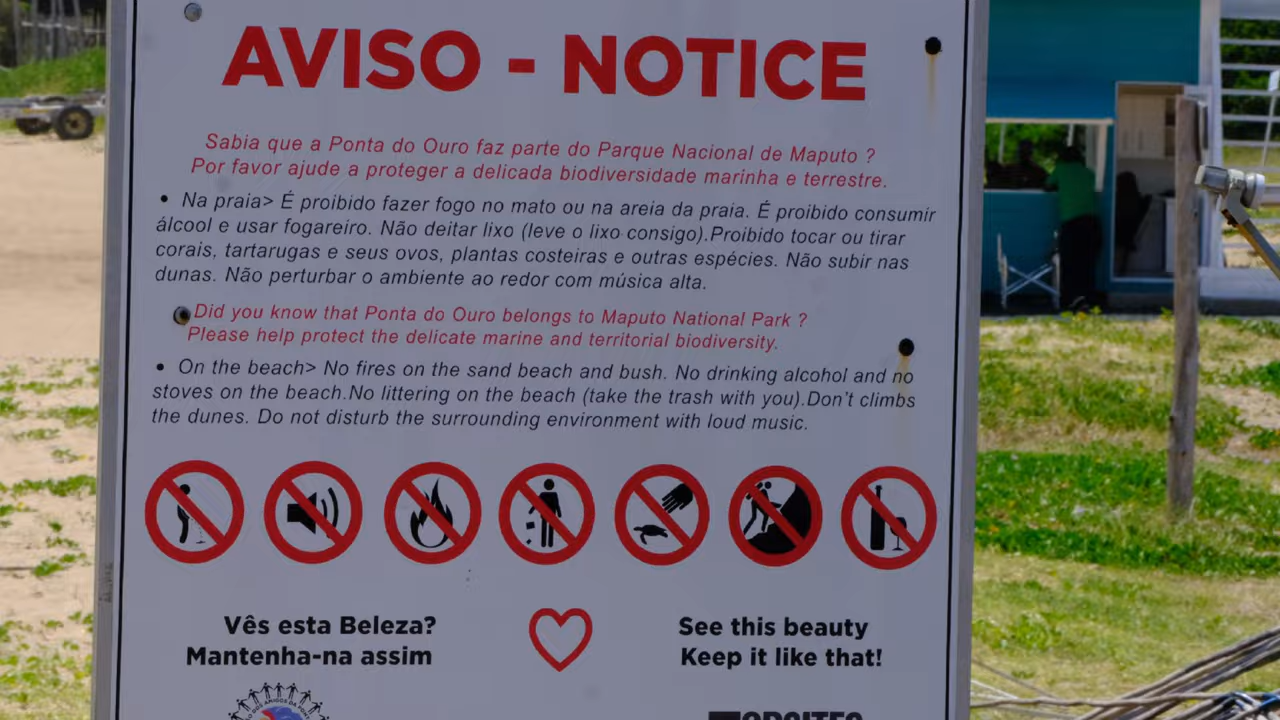 AVISO - NOTICE
Sabia que a Ponta do Ouro faz parte do Parque Nacional de Maputo ?
Por favor ajude a proteger a delicada biodiversidade marinha e terrestre.
• Na praia> É proibido fazer fogo no mato ou na areia da praia. É proibido consumir
álcool e usar fogareiro. Não deitar lixo (leve o lixo consigo).Proibido tocar ou tirar
corais, tartarugas e seus ovos, plantas costeiras e outras espécies. Não subir nas
dunas. Não perturbar o ambiente ao redor com música alta.
Did you know that Ponta do Ouro belongs to Maputo National Park ?
Please help protect the delicate marine and territorial biodiversity.
• On the beach> No fires on the sand beach and bush. No drinking alcohol and no
stoves on the beach.No littering on the beach (take the trash with you).Don't climbs
the dunes. Do not disturb the surrounding environment with loud music.
Vês esta Beleza?
Mantenha-na assim
See this beauty
Keep it like that!
DOS AMIGOS DA